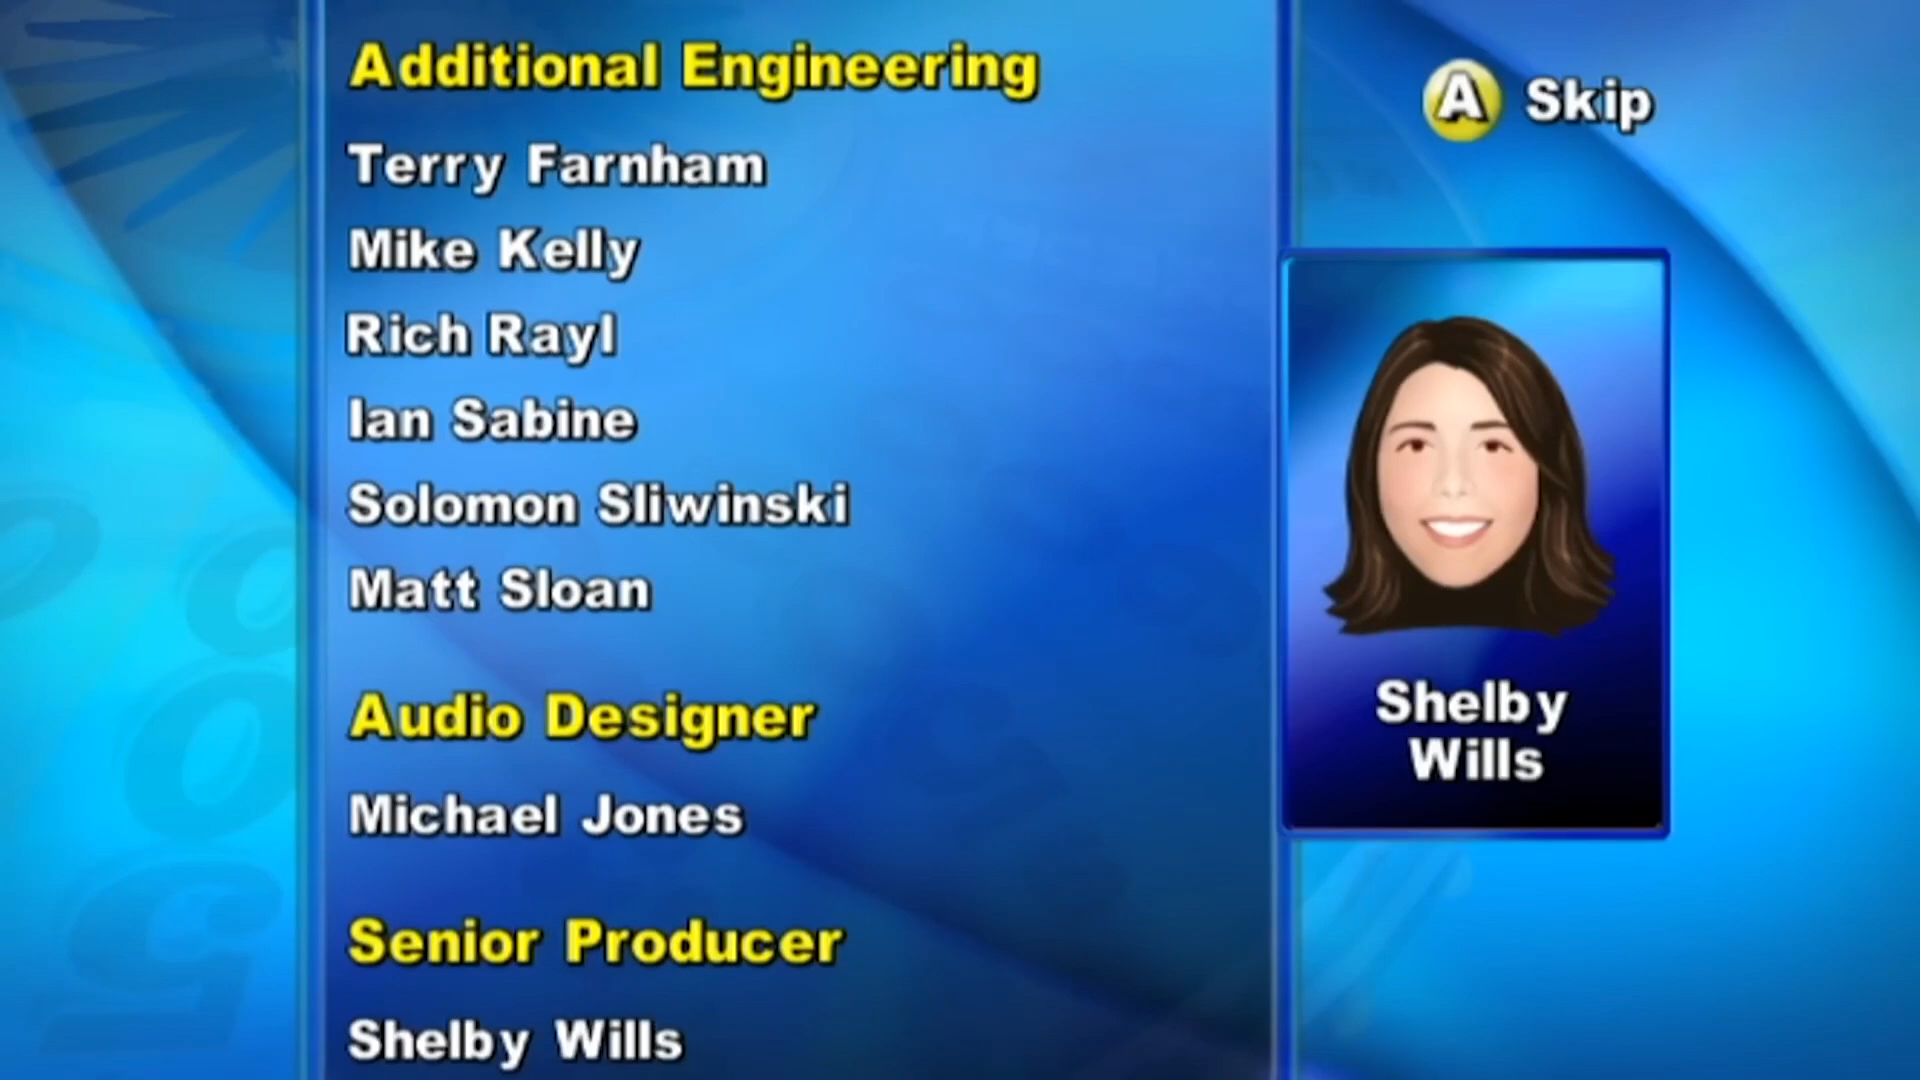 Additional Engineering
Terry Farnham
Mike Kelly
Rich Rayl
Ian Sabine
Solomon Sliwinski
Matt Sloan
Audio Designer
Michael Jones
Senior Producer
Shelby Wills
A Skip
Shelby
Wills